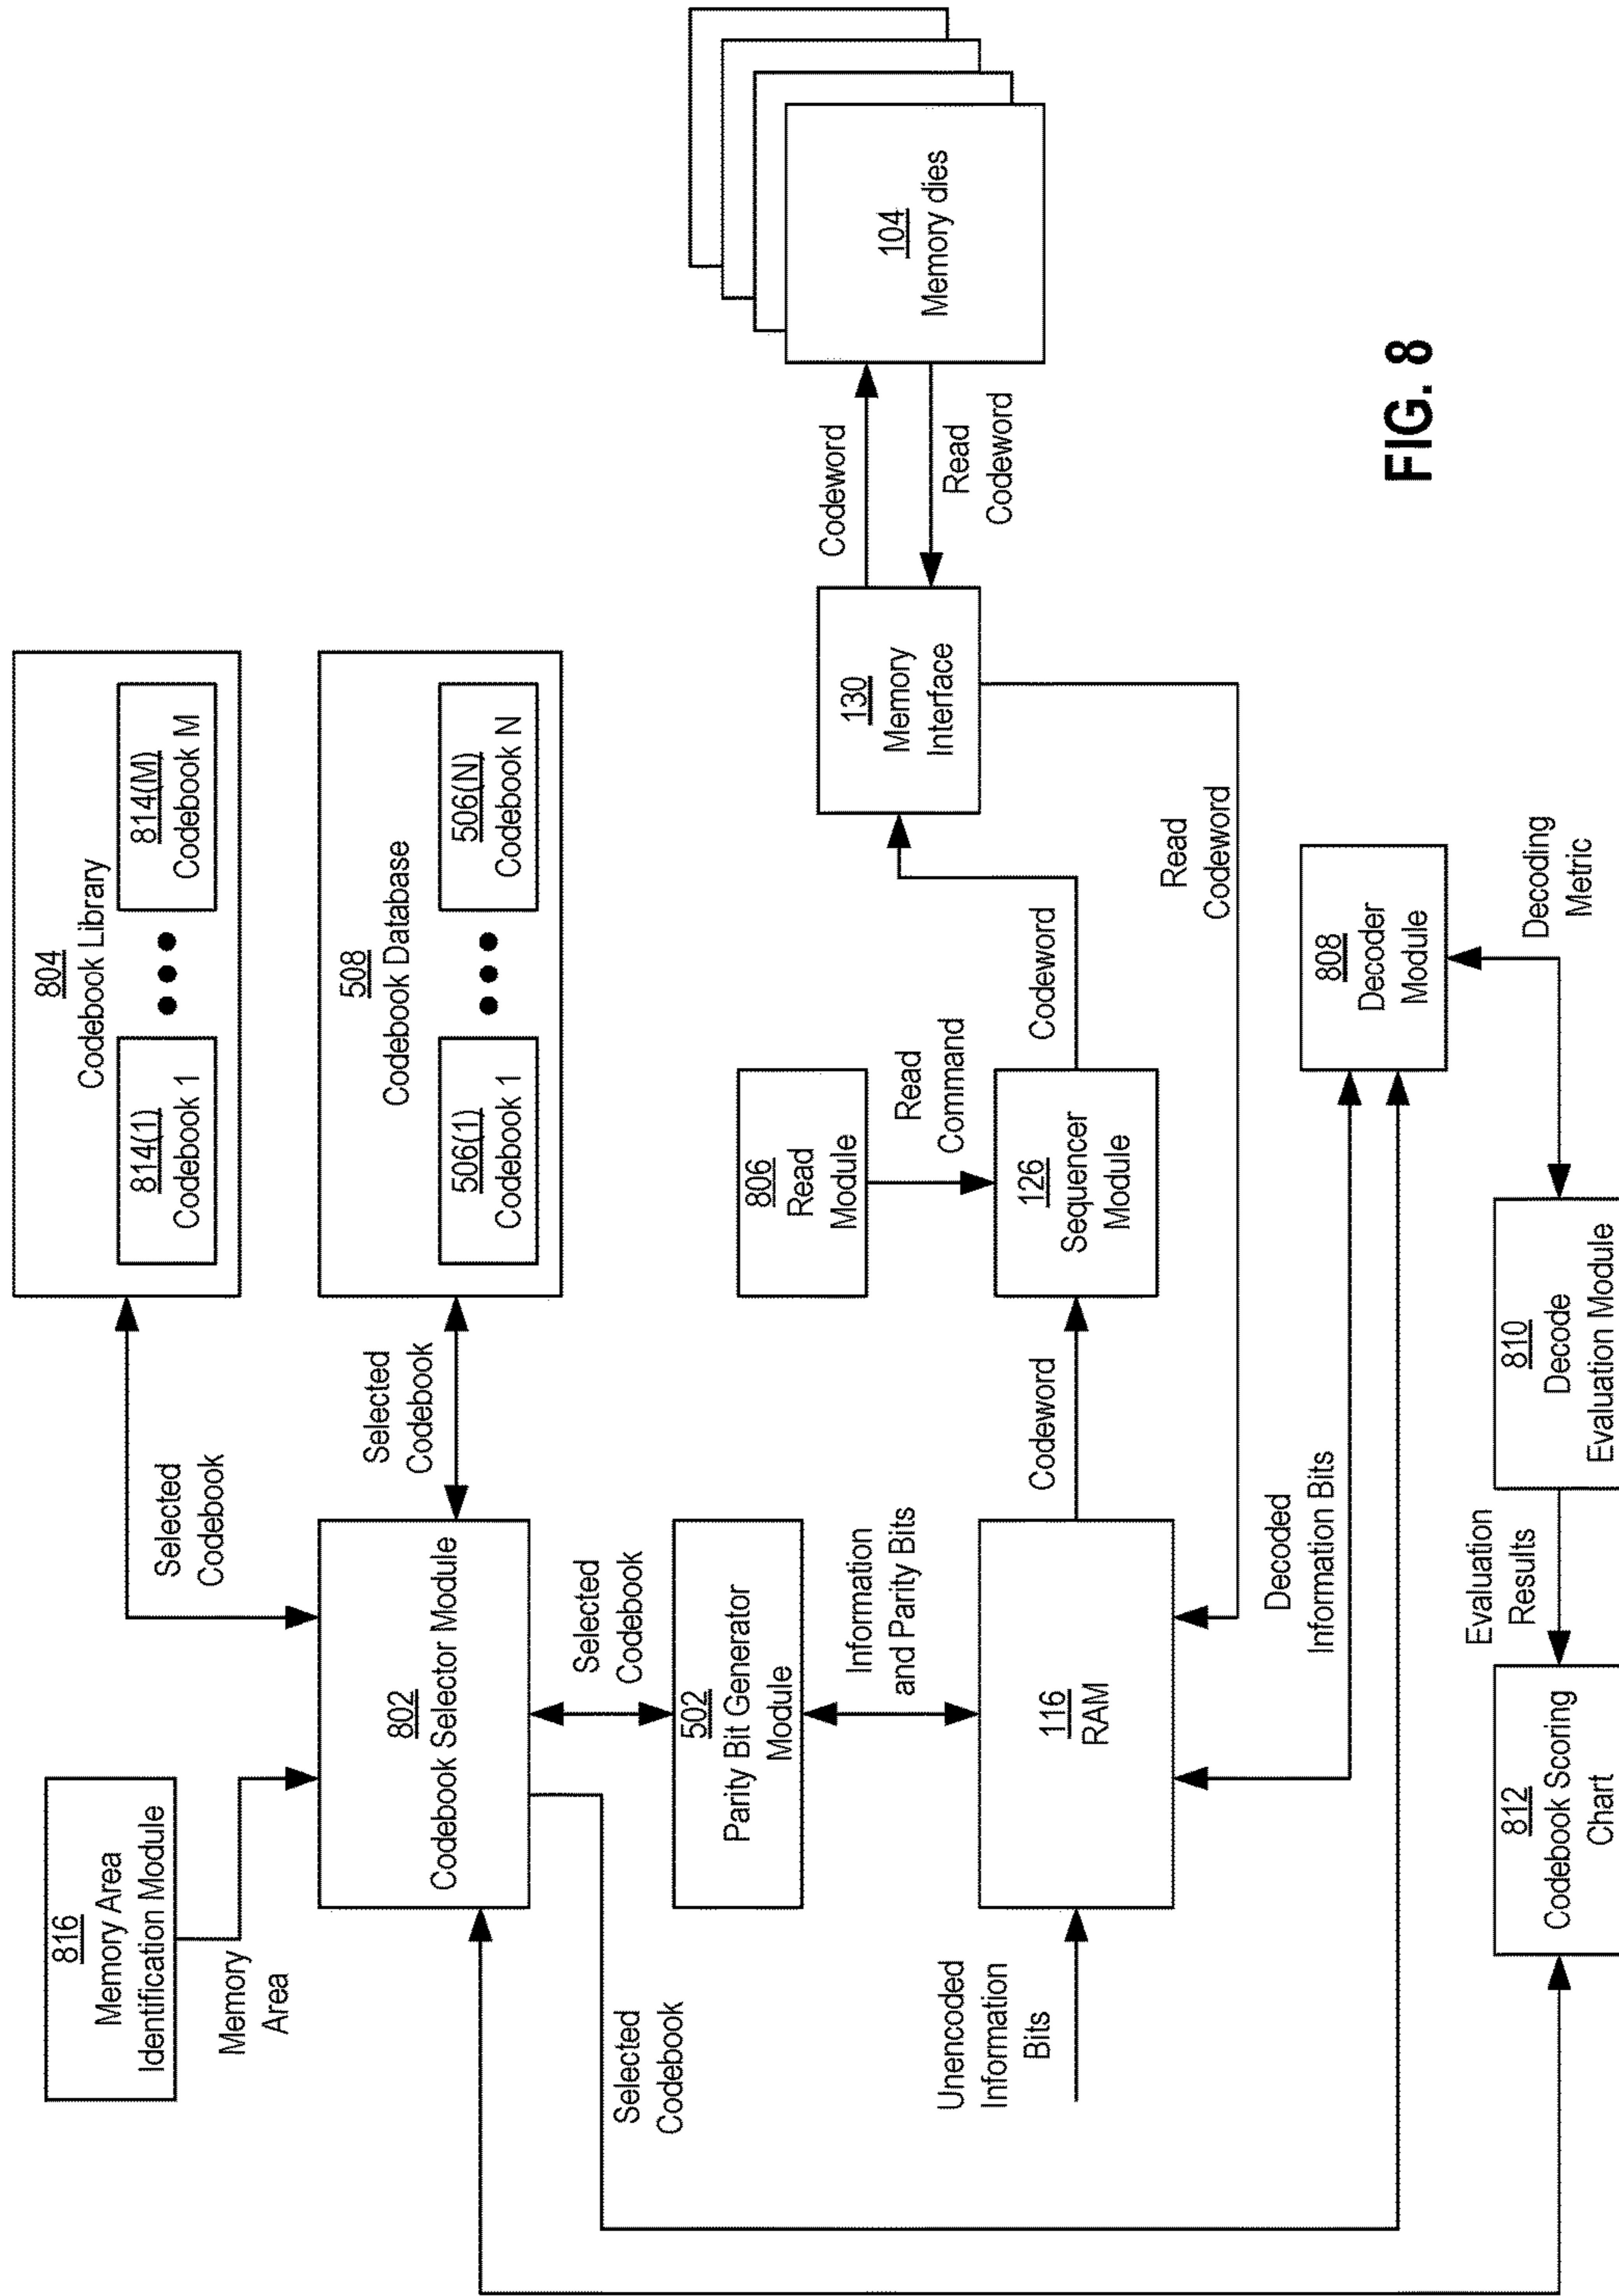 816
Memory Area
Identification Module
Memory
Area
804
Codebook Library
814(1)
Codebook 1
814(M)
Codebook M
Selected
Codebook
508
Codebook Database
506(1)
Codebook 1
506(N)
Codebook N
Selected
Codebook
802
Codebook Selector Module
Selected
Codebook
Selected
Codebook
502
Parity Bit Generator
Module
Information
and Parity Bits
Unencoded
Information
Bits
116
RAM
Codeword
806
Read
Module
Read
Command
126
Sequencer
Module
Codeword
130
Memory
Interface
Codeword
Read
Codeword
104
Memory dies
Read
Codeword
Decoded
Information Bits
808
Decoder
Module
Decoding
Metric
810
Decode
Evaluation Module
Evaluation
Results
812
Codebook Scoring
Chart
FIG. 8